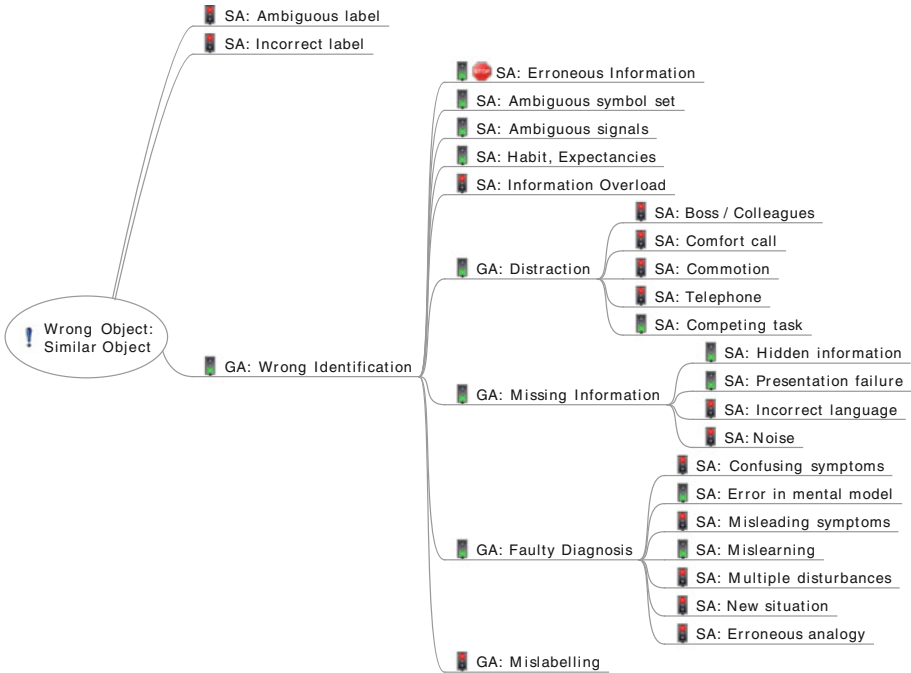 SA: Ambiguous label
SA: Incorrect label
STOP SA: Erroneous Information
SA: Ambiguous symbol set
SA: Ambiguous signals
SA: Habit, Expectancies
SA: Information Overload
SA: Boss / Colleagues
SA: Comfort call
GA: Distraction
SA: Commotion
SA: Telephone
SA: Competing task
Wrong Object:
Similar Object
GA: Wrong Identification
SA: Hidden information
SA: Presentation failure
GA: Missing Information
SA: Incorrect language
SA: Noise
SA: Confusing symptoms
SA: Error in mental model
SA: Misleading symptoms
GA: Faulty Diagnosis
SA: Mislearning
SA: Multiple disturbances
SA: New situation
SA: Erroneous analogy
GA: Mislabelling